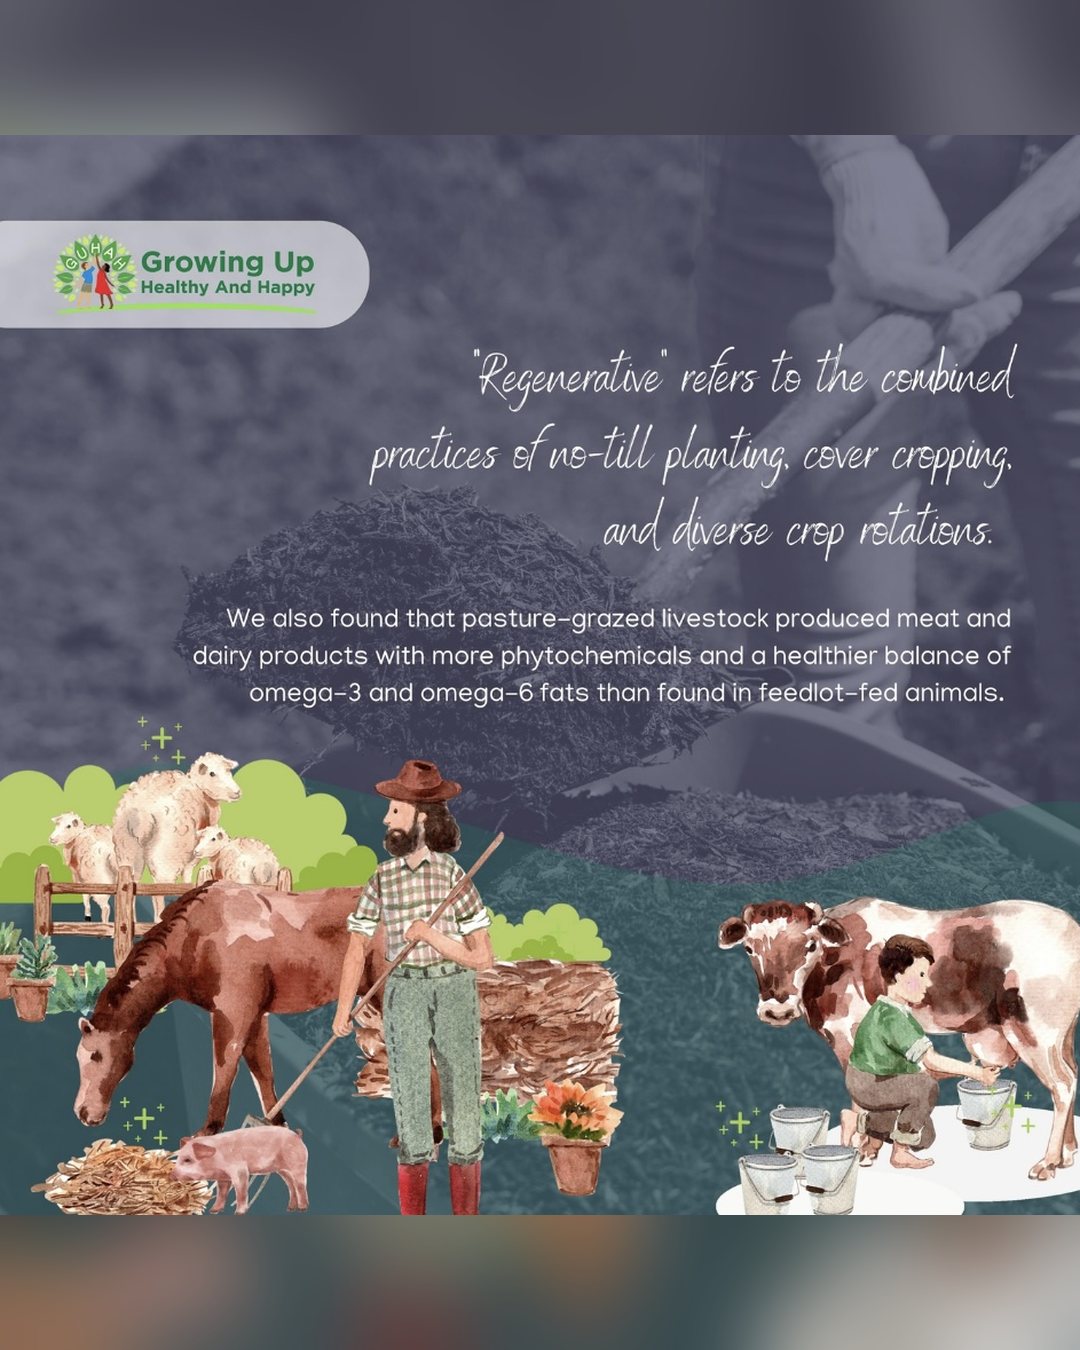 GUHAH
Growing Up
Healthy And Happy
"Regenerative" refers to the combined
practices of no-till planting, cover cropping,
and diverse crop rotations.
We also found that pasture-grazed livestock produced meat and
dairy products with more phytochemicals and a healthier balance of
omega-3 and omega-6 fats than found in feedlot-fed animals.